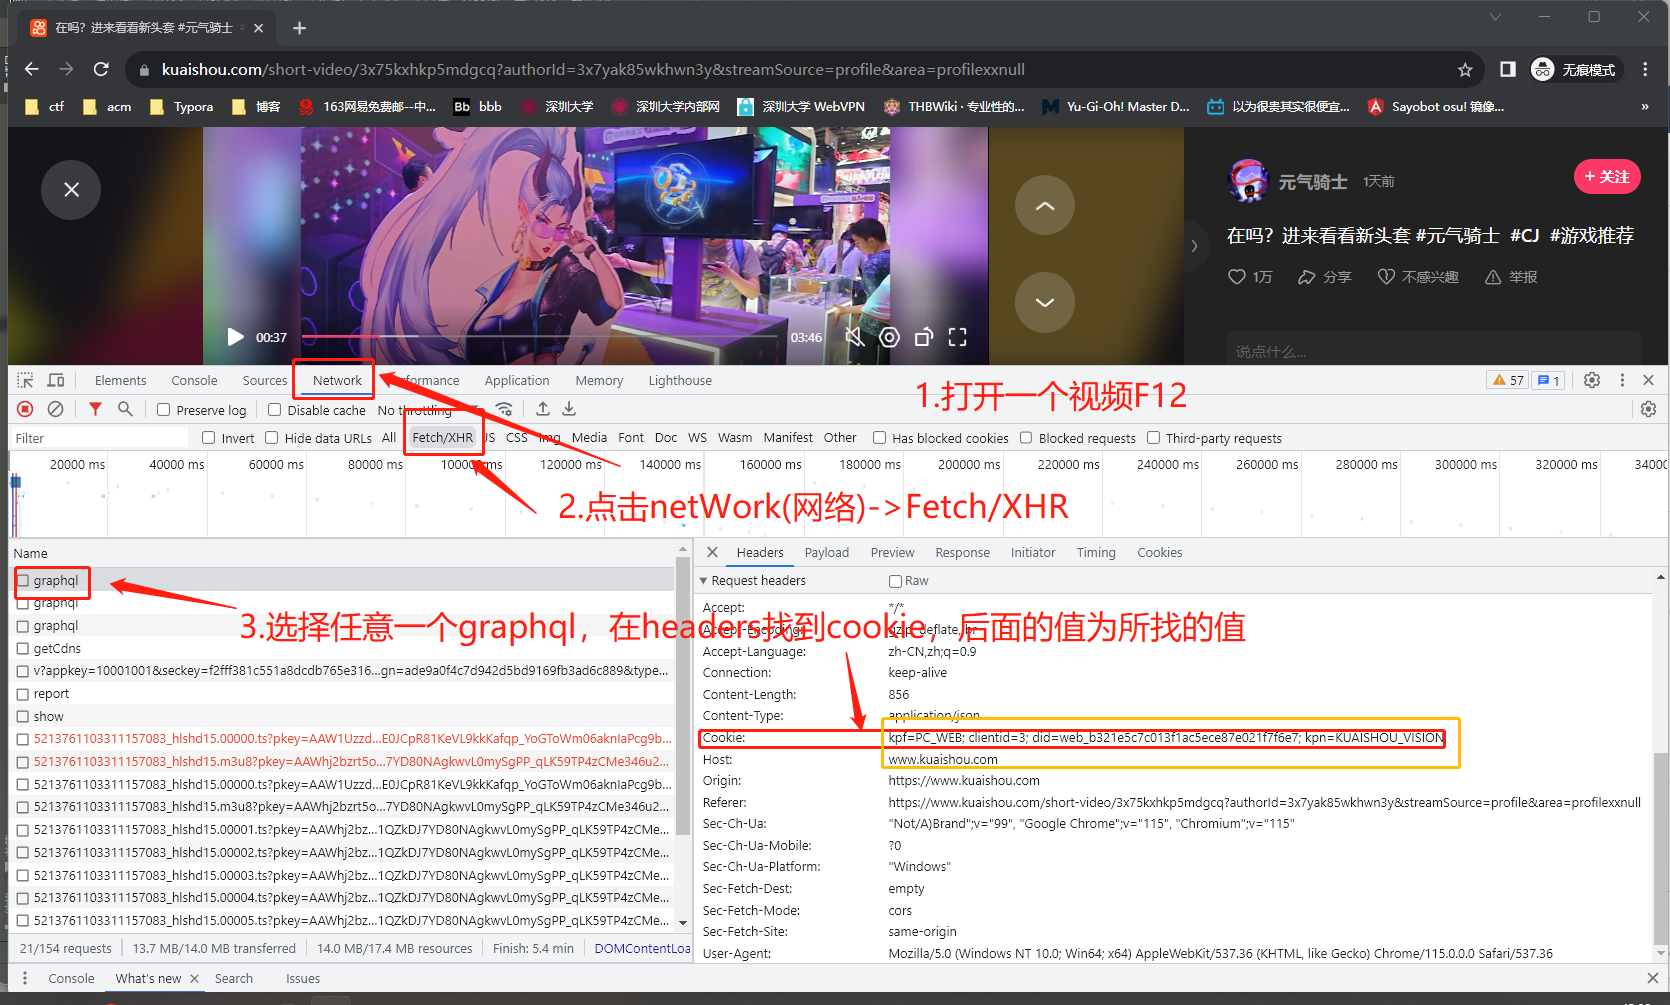 在吗？进来看看新头套 #元气骑士
kuaishou.com/short-video/3x75kxhkp5mdgcq?authorId=3x7yak85wkhwn3y&streamSource=profile&area=profilexxnull
无痕模式
ctf acm Typora 博客 163网易免费邮--中... Bb bbb 深圳大学 深圳大学内部网 深圳大学 WebVPN THBWiki · 专业性的... Yu-Gi-Oh! Master D... 以为很贵其实很便宜... Sayobot osu! 镜像... »
元气骑士 1天前 + 关注
在吗？进来看看新头套 #元气骑士 #CJ #游戏推荐
1万 分享 不感兴趣 举报
00:37 03:46
说点什么...
Elements Console Sources Network Performance Application Memory Lighthouse 57 1
1.打开一个视频F12
Preserve log Disable cache No throttling
Filter Invert Hide data URLs All Fetch/XHR JS CSS Img Media Font Doc WS Wasm Manifest Other Has blocked cookies Blocked requests Third-party requests
20000 ms 40000 ms 60000 ms 80000 ms 100000 ms 120000 ms 140000 ms 160000 ms 180000 ms 200000 ms 220000 ms 240000 ms 260000 ms 280000 ms 300000 ms 320000 ms 34000
2.点击netWork(网络)->Fetch/XHR
Name
graphql
graphql
graphql
getCdns
v?appkey=10001001&seckey=f2fff381c551a8dcdb765e316...gn=ade9a0f4c7d942d5bd9169fb3ad6c889&type...
report
show
5213761103311157083_hlshd15.00000.ts?pkey=AAW1Uzzd...E0JCpR81KeVL9kkKafqp_YoGToWm06aknIaPcg9b...
5213761103311157083_hlshd15.m3u8?pkey=AAWhj2bzrt5o...7YD80NAgkwvL0mySgPP_qLK59TP4zCMe346u2...
5213761103311157083_hlshd15.00000.ts?pkey=AAW1Uzzd...E0JCpR81KeVL9kkKafqp_YoGToWm06aknIaPcg9b...
5213761103311157083_hlshd15.m3u8?pkey=AAWhj2bzrt5o...7YD80NAgkwvL0mySgPP_qLK59TP4zCMe346u2...
5213761103311157083_hlshd15.00001.ts?pkey=AAWhj2bz...1QZkDJ7YD80NAgkwvL0mySgPP_qLK59TP4zCMe...
5213761103311157083_hlshd15.00002.ts?pkey=AAWhj2bz...1QZkDJ7YD80NAgkwvL0mySgPP_qLK59TP4zCMe...
5213761103311157083_hlshd15.00003.ts?pkey=AAWhj2bz...1QZkDJ7YD80NAgkwvL0mySgPP_qLK59TP4zCMe...
5213761103311157083_hlshd15.00004.ts?pkey=AAWhj2bz...1QZkDJ7YD80NAgkwvL0mySgPP_qLK59TP4zCMe...
5213761103311157083_hlshd15.00005.ts?pkey=AAWhj2bz...1QZkDJ7YD80NAgkwvL0mySgPP_qLK59TP4zCMe...
21/154 requests 13.7 MB/14.0 MB transferred 14.0 MB/17.4 MB resources Finish: 5.4 min DOMContentLoa
Headers Payload Preview Response Initiator Timing Cookies
Request headers Raw
Accept: */*
3.选择任意一个graphql，在headers找到cookie，后面的值为所找的值
Accept-Encoding: gzip, deflate, br
Accept-Language: zh-CN,zh;q=0.9
Connection: keep-alive
Content-Length: 856
Content-Type: application/json
Cookie: kpf=PC_WEB; clientid=3; did=web_b321e5c7c013f1ac5ece87e021f7f6e7; kpn=KUAISHOU_VISION
Host: www.kuaishou.com
Origin: https://www.kuaishou.com
Referer: https://www.kuaishou.com/short-video/3x75kxhkp5mdgcq?authorId=3x7yak85wkhwn3y&streamSource=profile&area=profilexxnull
Sec-Ch-Ua: "Not/A)Brand";v="99", "Google Chrome";v="115", "Chromium";v="115"
Sec-Ch-Ua-Mobile: ?0
Sec-Ch-Ua-Platform: "Windows"
Sec-Fetch-Dest: empty
Sec-Fetch-Mode: cors
Sec-Fetch-Site: same-origin
User-Agent: Mozilla/5.0 (Windows NT 10.0; Win64; x64) AppleWebKit/537.36 (KHTML, like Gecko) Chrome/115.0.0.0 Safari/537.36
Console What's new Search Issues